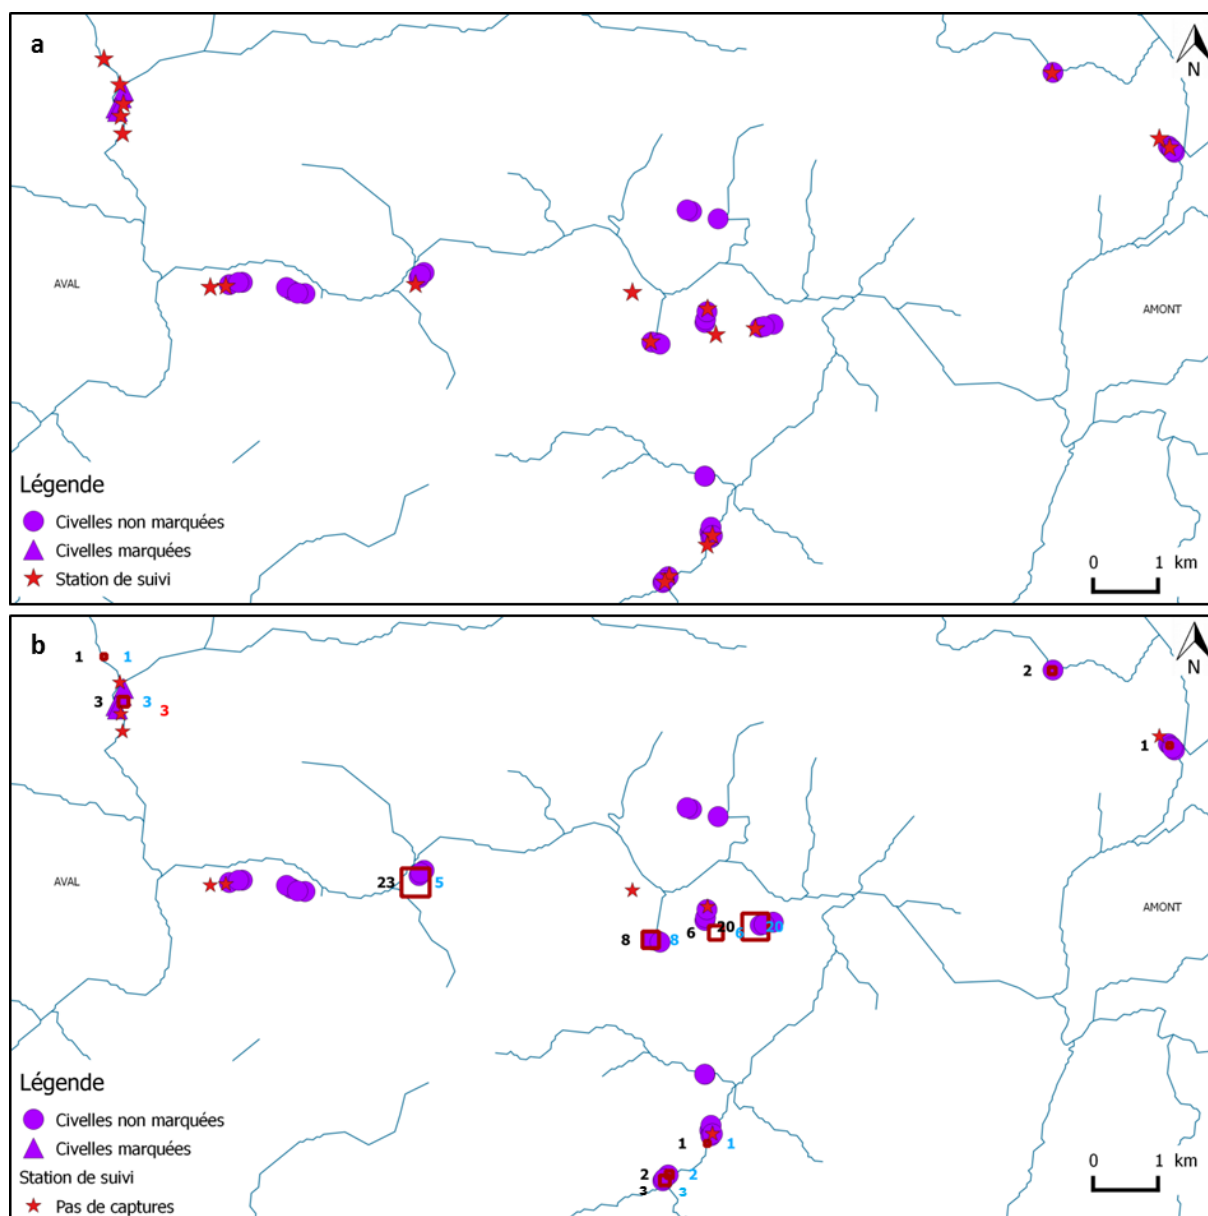 a
N
AVAL
AMONT
Légende
Civelles non marquées
Civelles marquées
Station de suivi
0 1 km
b
N
1 1
3 3 3
2
1
AVAL
23 5
AMONT
8 8
6 6
20 20
1 1
2 2
3 3
Légende
Civelles non marquées
Civelles marquées
Station de suivi
Pas de captures
0 1 km